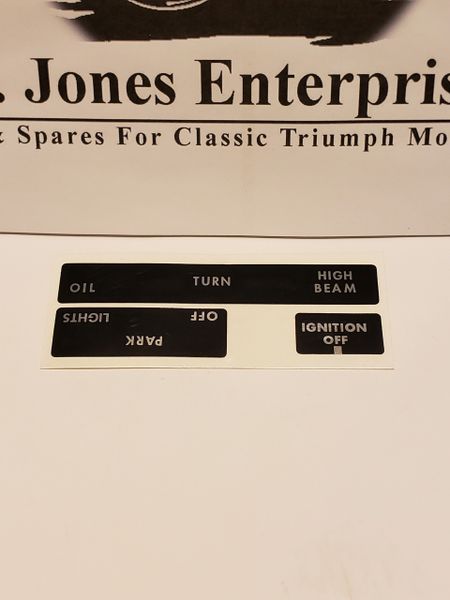 . Jones Enterpris
& Spares For Classic Triumph Mo
OIL TURN HIGH BEAM
LIGHTS OFF
PARK
IGNITION
OFF